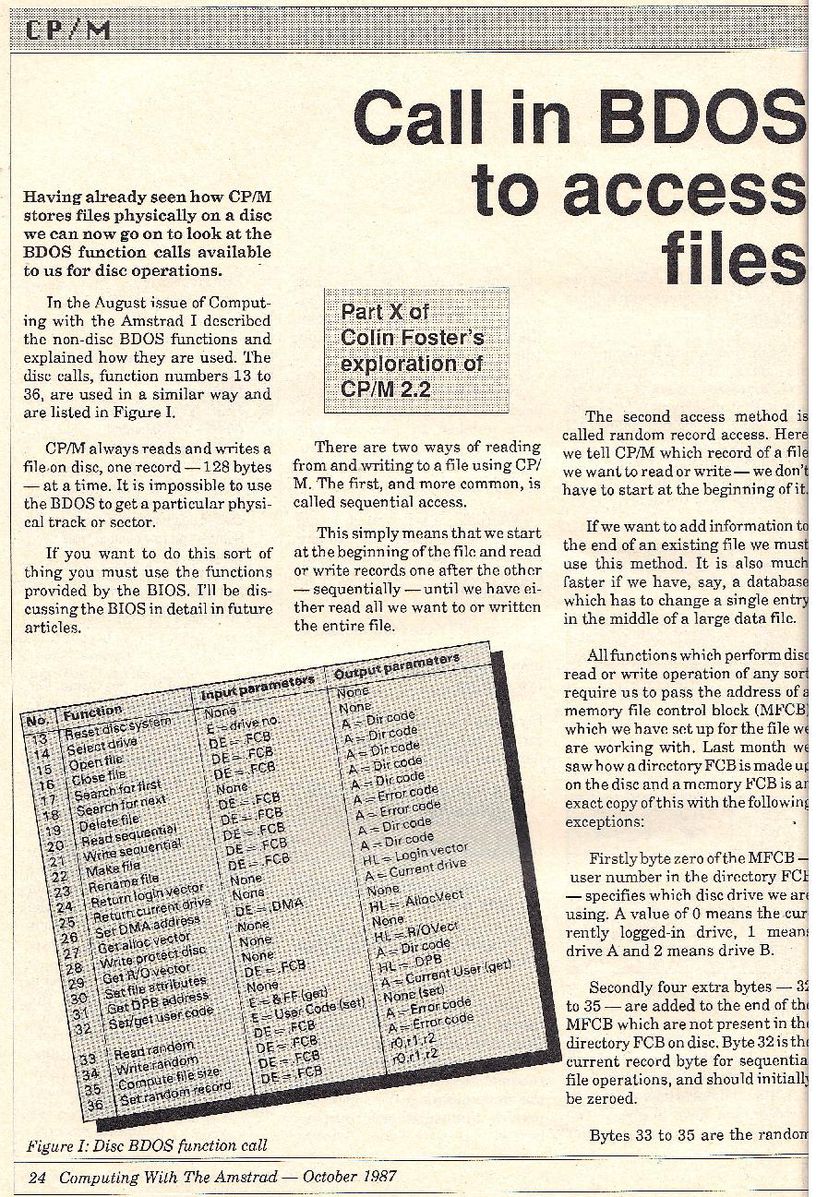 CP/M
Call in BDOS
to access
files
Having already seen how CP/M
stores files physically on a disc
we can now go on to look at the
BDOS function calls available
to us for disc operations.
In the August issue of Comput-
ing with the Amstrad I described
the non-disc BDOS functions and
explained how they are used. The
disc calls, function numbers 13 to
36, are used in a similar way and
are listed in Figure I.
CP/M always reads and writes a
file on disc, one record — 128 bytes
— at a time. It is impossible to use
the BDOS to get a particular physi-
cal track or sector.
If you want to do this sort of
thing you must use the functions
provided by the BIOS. I'll be dis-
cussing the BIOS in detail in future
articles.
Part X of
Colin Foster's
exploration of
CP/M 2.2
There are two ways of reading
from and writing to a file using CP/
M. The first, and more common, is
called sequential access.
This simply means that we start
at the beginning of the file and read
or write records one after the other
— sequentially — until we have ei-
ther read all we want to or written
the entire file.
The second access method is
called random record access. Here
we tell CP/M which record of a file
we want to read or write — we don't
have to start at the beginning of it.
If we want to add information to
the end of an existing file we must
use this method. It is also much
faster if we have, say, a database
which has to change a single entry
in the middle of a large data file.
All functions which perform disc
read or write operation of any sort
require us to pass the address of a
memory file control block (MFCB)
which we have set up for the file we
are working with. Last month we
saw how a directory FCB is made up
on the disc and a memory FCB is an
exact copy of this with the following
exceptions:
Firstly byte zero of the MFCB —
user number in the directory FCB
— specifies which disc drive we are
using. A value of 0 means the cur-
rently logged-in drive, 1 means
drive A and 2 means drive B.
Secondly four extra bytes — 32
to 35 — are added to the end of the
MFCB which are not present in the
directory FCB on disc. Byte 32 is the
current record byte for sequential
file operations, and should initially
be zeroed.
Bytes 33 to 35 are the random
No. Function Input parameters Output parameters
13 Reset disc system None None
14 Select drive E = drive no. None
15 Open file DE = .FCB A = Dir code
16 Close file DE = .FCB A = Dir code
17 Search for first DE = .FCB A = Dir code
18 Search for next None A = Dir code
19 Delete file DE = .FCB A = Dir code
20 Read sequential DE = .FCB A = Error code
21 Write sequential DE = .FCB A = Error code
22 Make file DE = .FCB A = Dir code
23 Rename file DE = .FCB A = Dir code
24 Return login vector None HL = Login vector
25 Return current drive None A = Current drive
26 Set DMA address DE = .DMA None
27 Get alloc vector None HL = AllocVect
28 Write protect disc None None
29 Get R/O vector None HL = R/OVect
30 Set file attributes DE = .FCB A = Dir code
31 Get DPB address None HL = DPB
32 Set/get user code E = &FF (get) A = Current User (get)
E = User Code (set) None (set)
33 Read random DE = .FCB A = Error code
34 Write random DE = .FCB A = Error code
35 Compute file size DE = .FCB r0,r1,r2
36 Set random record DE = .FCB r0,r1,r2
Figure I: Disc BDOS function call
24 Computing With The Amstrad — October 1987